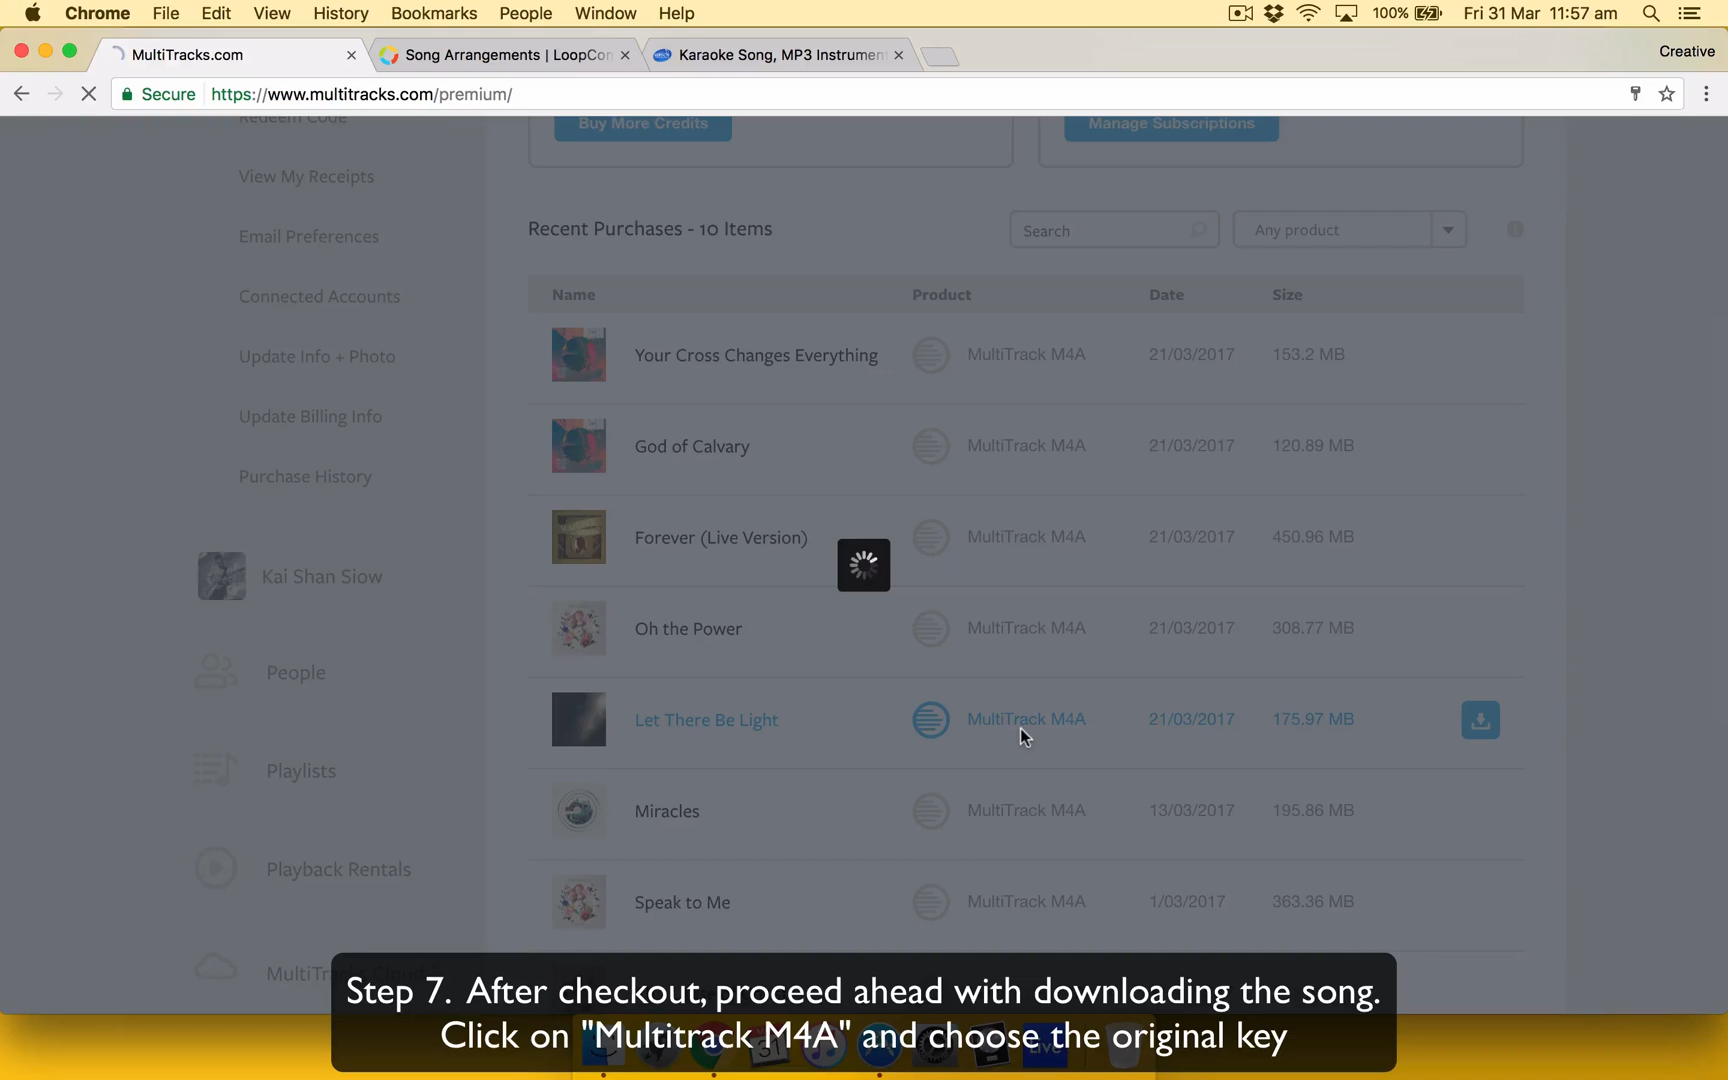 Chrome File Edit View History Bookmarks People Window Help 100% Fri 31 Mar 11:57 am
MultiTracks.com Song Arrangements | LoopCon Karaoke Song, MP3 Instrument Creative
Secure https://www.multitracks.com/premium/
Redeem Code Buy More Credits Manage Subscriptions
View My Receipts
Recent Purchases - 10 Items Search Any product
Email Preferences
Name Product Date Size
Connected Accounts
Your Cross Changes Everything MultiTrack M4A 21/03/2017 153.2 MB
Update Info + Photo
Update Billing Info
God of Calvary MultiTrack M4A 21/03/2017 120.89 MB
Purchase History
Forever (Live Version) MultiTrack M4A 21/03/2017 450.96 MB
Kai Shan Siow
Oh the Power MultiTrack M4A 21/03/2017 308.77 MB
People
Let There Be Light MultiTrack M4A 21/03/2017 175.97 MB
Playlists
Miracles MultiTrack M4A 13/03/2017 195.86 MB
Playback Rentals
Speak to Me MultiTrack M4A 1/03/2017 363.36 MB
Step 7. After checkout, proceed ahead with downloading the song.
Click on "Multitrack M4A" and choose the original key